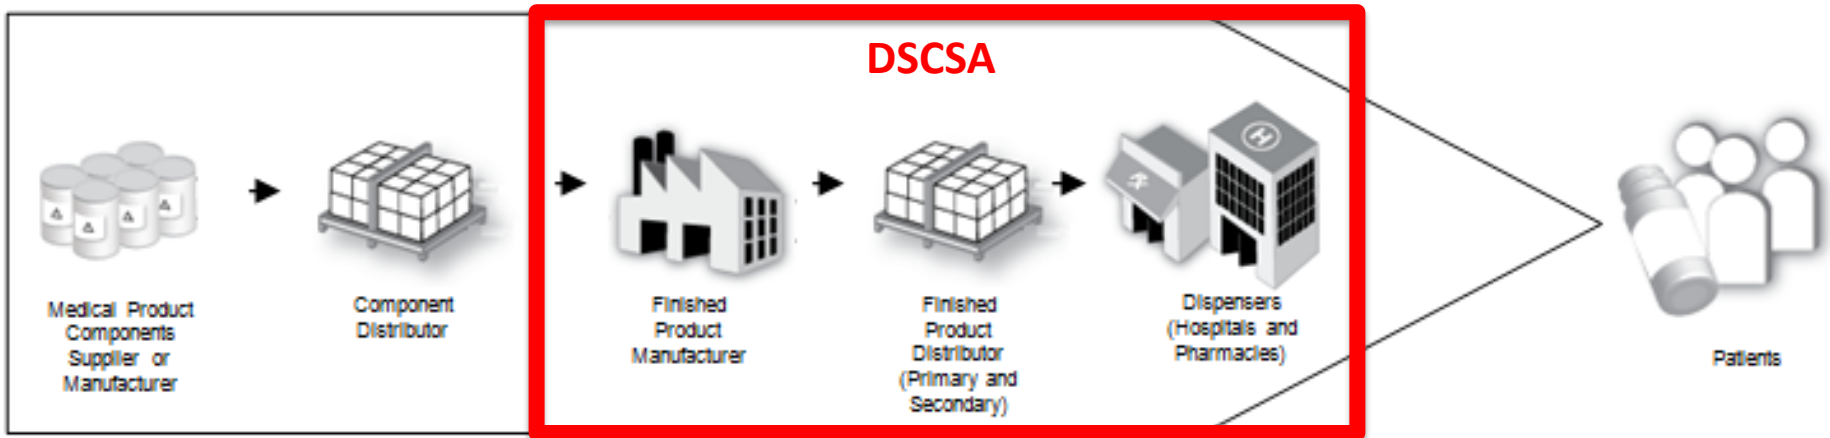 DSCSA
Medical Product
Components
Supplier or
Manufacturer
Component
Distributor
Finished
Product
Manufacturer
Finished
Product
Distributor
(Primary and
Secondary)
Dispensers
(Hospitals and
Pharmacies)
H
Patients